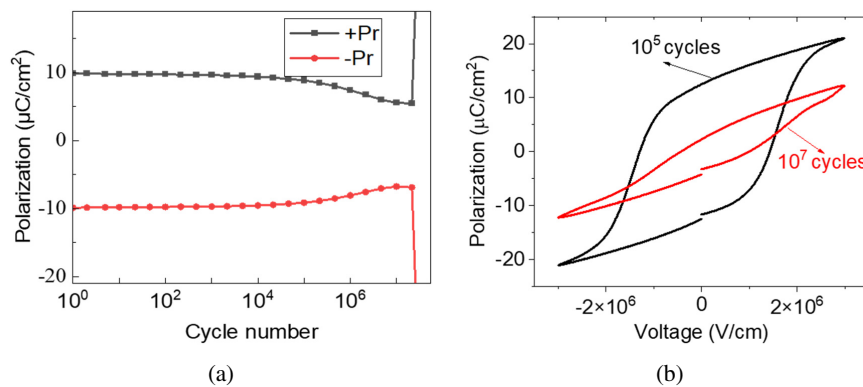 +Pr
-Pr
20
10
0
-10
-20
Polarization (µC/cm²)
10⁰ 10² 10⁴ 10⁶
Cycle number
(a)
10⁵ cycles
10⁷ cycles
20
10
0
-10
-20
Polarization (µC/cm²)
-2×10⁶ 0 2×10⁶
Voltage (V/cm)
(b)